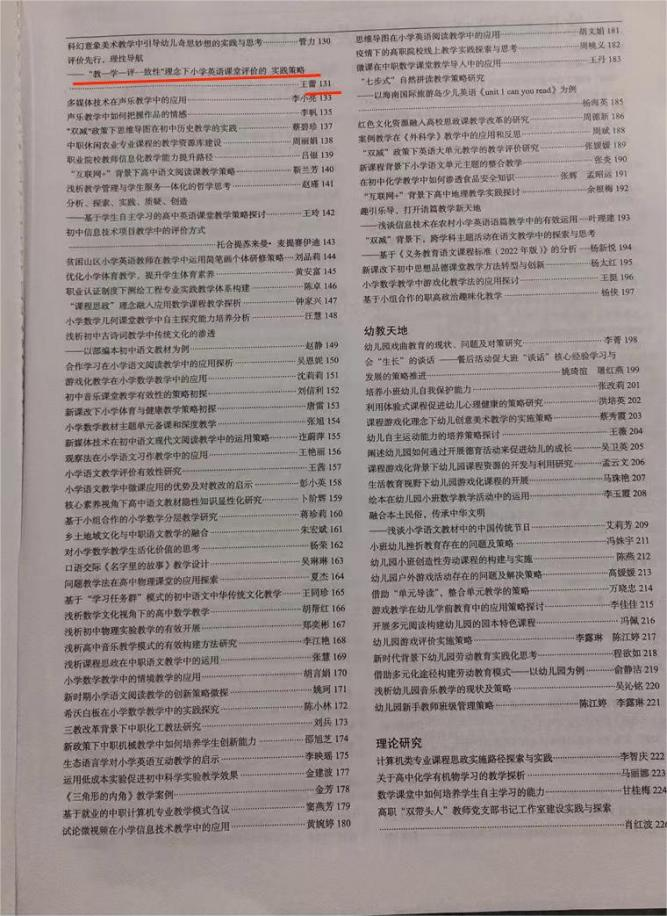 科幻意象美术教学中引导幼儿奇思妙想的实践与思考 管力 130
评价先行，理性导航
——“教—学—评—致性”理念下小学英语课堂评价的 实践策略
王蕾 131
多媒体技术在声乐教学中的应用 李小亮 133
声乐教学中如何把握作品的情感 李帆 135
“双减”政策下思维导图在初中历史教学的实践 蔡碧珍 137
中职休闲农业专业课程的教学资源库建设 周丽娟 138
职业院校教师信息化教学能力提升路径 吕银 139
“互联网+”背景下高中语文阅读课教学策略 靳兰芳 140
浅析教学管理与学生服务一体化的哲学思考 赵瑾 141
分析、探索、实践、质疑、创造
——基于学生自主学习的高中英语课堂教学策略探讨 王玲 142
初中信息技术项目教学中的评价方式
托合提苏来曼·麦提赛伊迪 143
贫困山区小学英语教师在教学中运用简笔画个体研修策略 刘品莉 144
优化小学体育教学，提升学生体育素养 黄安富 145
职业认证制度下测绘工程专业实践教学体系构建 陈卓 146
“课程思政”理念融入应用数学课程教学探析 钟家兴 147
小学数学几何课堂教学中自主探究能力培养分析 汪慧 148
浅析初中古诗词教学中传统文化的渗透
——以部编本初中语文教材为例 赵静 149
合作学习在小学语文阅读教学中的应用探析 吴恩妮 150
游戏化教学在小学数学教学中的应用 沈莉莉 151
初中音乐课堂教学有效性的策略初探 刘信利 152
新课改下小学体育与健康教学策略初探 唐雷 153
小学数学教材主题单元备课和深度教学 张旭 154
新媒体技术在初中语文现代文阅读教学中的运用策略 连蔚萍 155
观察法在小学语文习作教学中的应用 王艳丽 156
小学语文教学评价有效性研究 王茜 157
小学数学教学中微课应用的优势及对教改的启示 彭小英 158
核心素养视角下高中语文教材隐性知识显性化研究 卜阶辉 159
基于小组合作的小学数学分层教学研究 蒋珍莉 160
乡土地域文化与中职语文教学的融合 朱宏斌 161
对小学数学教学生活化价值的思考 杨荣 162
口语交际《名字里的故事》教学设计 吴琳琳 163
问题教学法在高中物理课堂的应用探索 夏杰 164
基于“学习任务群”模式的初中语文中华传统文化教学 王同珍 165
浅析数学文化视角下的高中数学教学 胡帮红 166
浅析初中物理实验教学的有效开展 郑奕彬 167
浅析高中音乐教学模式的有效构建方法研究 李江艳 168
浅析课程思政在中职语文教学中的运用 张慧 169
小学数学教学中的情境教学的应用 胡言娟 170
新时期小学语文阅读教学的创新策略微探 姚珂 171
希沃白板在小学数学教学中的实践探究 陈小林 172
三教改革背景下中职化工教法研究 刘兵 173
新政策下中职机械教学中如何培养学生创新能力 邵旭芝 174
生态语言学对小学英语互动教学的启示 李映瑶 175
运用低成本实验促进初中科学实验教学效果 金建波 177
《三角形的内角》教学案例 金芳 178
基于就业的中职计算机专业教学模式刍议 窦燕芳 179
试论微视频在小学信息技术教学中的应用 黄婉婷 180
思维导图在小学英语阅读教学中的应用 胡文娟 181
疫情下的高职院校线上教学实践探索与思考 周晓义 182
微课在初中数学课堂教学导入中的应用 王丹 183
“七步式”自然拼读教学策略研究
——以海南国际旅游岛少儿英语《unit 1 can you read》为例
杨海英 185
红色文化资源融入高校思政课教学改革的研究 周德新 186
案例教学在《外科学》教学中的应用和反思 周斌 188
“双减”政策下英语大单元教学的教学评价研究 张媛媛 189
新课程背景下小学语文单元主题的整合教学 张炎 190
在初中化学教学中如何渗透食品安全知识 张辉 孟昭运 191
“互联网+”背景下高中地理教学实践探讨 余根梅 192
趣引乐导、打开语篇教学新天地
——浅谈信息技术在农村小学英语语篇教学中的有效运用 叶理建 193
“双减”背景下，跨学科主题活动在语文教学中的探索与思考
——基于《义务教育语文课程标准（2022 年版）》的分析 杨新悦 194
新课改下初中思想品德课堂教学方法转型与创新 杨太红 195
小学数学教学中游戏化教学法的应用探讨 王挺 196
基于小组合作的职高政治趣味化教学 杨侠 197
幼教天地
幼儿园戏曲教育的现状、问题及对策研究 李菁 198
会“生长”的谈话 ——餐后活动促大班“谈话”核心经验学习与
发展的策略推进 姚琦谊 屠红燕 199
培养小班幼儿自我保护能力 张改莉 201
利用体验式课程促进幼儿心理健康的策略研究 洪培英 202
课程游戏化理念下幼儿创意美术教学的实施策略 蔡秀霞 203
幼儿自主运动能力的培养策略探讨 王薇 204
阐述幼儿园如何通过开展德育活动来促进幼儿的成长 吴卫英 205
课程游戏化背景下幼儿园课程资源的开发与利用研究 孟云文 206
生活教育视野下幼儿园游戏化课程的开展 马珠艳 207
绘本在幼儿园小班数学教学活动中的运用 李玉霞 208
融合本土民俗，传承中华文明
——浅谈小学语文教材中的中国传统节日 艾莉芳 209
小班幼儿挫折教育存在的问题及策略 冯姝宇 211
幼儿园小班创造性劳动课程的构建与实施 陈燕 212
幼儿园户外游戏活动存在的问题及解决策略 高媛媛 213
借助“单元导读”，整合单元教学的策略 万晓忠 214
游戏教学在幼儿学前教育中的应用策略探讨 李佳佳 215
开展多元阅读构建幼儿园的园本特色课程 冯佩 216
幼儿园游戏评价实施策略 李露琳 陈江婷 217
新时代背景下幼儿园劳动教育实践化思考 程欲如 218
借助多元化途径构建劳动教育模式——以幼儿园为例 俞静洁 219
浅析幼儿园音乐教学的现状及策略 吴沁铭 220
幼儿园新手教师班级管理策略 陈江婷 李露琳 221
理论研究
计算机类专业课程思政实施路径探索与实践 李智庆 222
关于高中化学有机物学习的教学探析 马丽娜 223
数学课堂中如何培养学生自主学习的能力 甘桂梅 224
高职“双带头人”教师党支部书记工作室建设实践与探索
肖红波 226